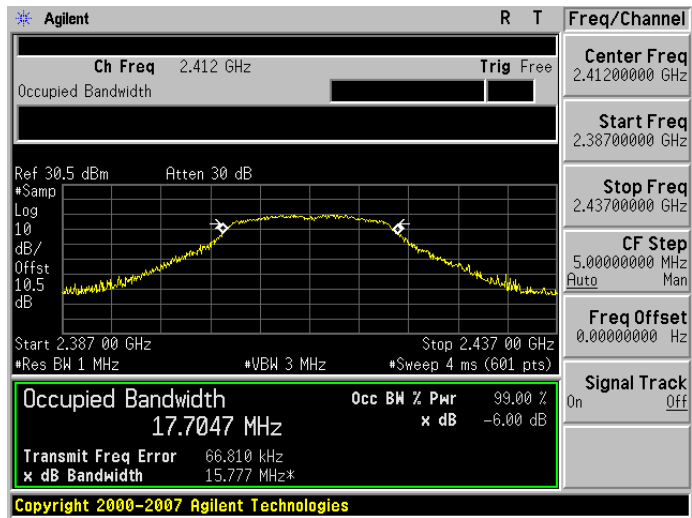 Agilent R T Freq/Channel
Ch Freq 2.412 GHz Trig Free
Occupied Bandwidth
Center Freq
2.41200000 GHz
Start Freq
2.38700000 GHz
Stop Freq
2.43700000 GHz
CF Step
5.00000000 MHz
Auto Man
Freq Offset
0.00000000 Hz
Signal Track
On Off
Ref 30.5 dBm Atten 30 dB
#Samp
Log
10
dB/
Offst
10.5
dB
Start 2.387 00 GHz Stop 2.437 00 GHz
#Res BW 1 MHz #VBW 3 MHz #Sweep 4 ms (601 pts)
Occupied Bandwidth Occ BW % Pwr 99.00 %
17.7047 MHz x dB -6.00 dB
Transmit Freq Error 66.810 kHz
x dB Bandwidth 15.777 MHz*
Copyright 2000-2007 Agilent Technologies